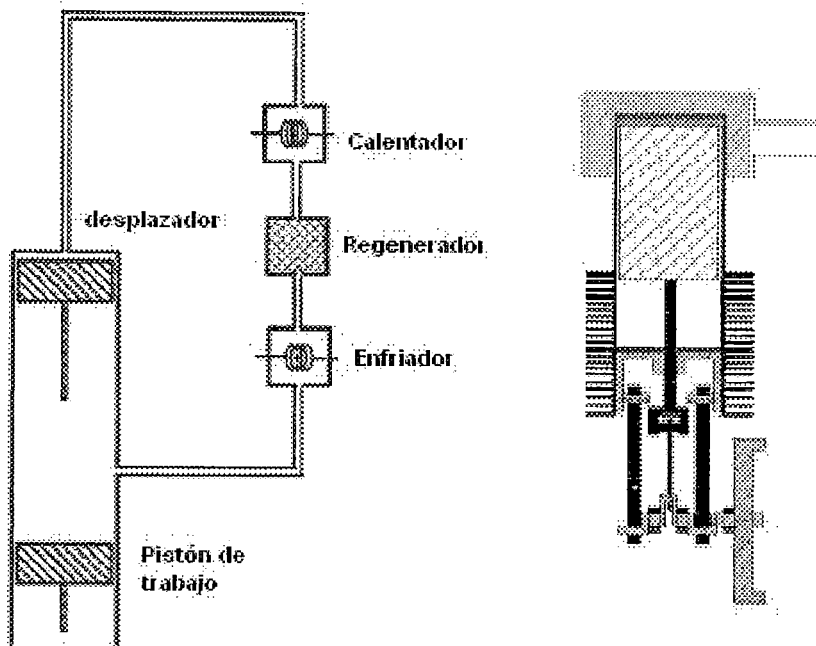 Calentador
desplazador
Regenerador
Enfriador
Pistón de
trabajo